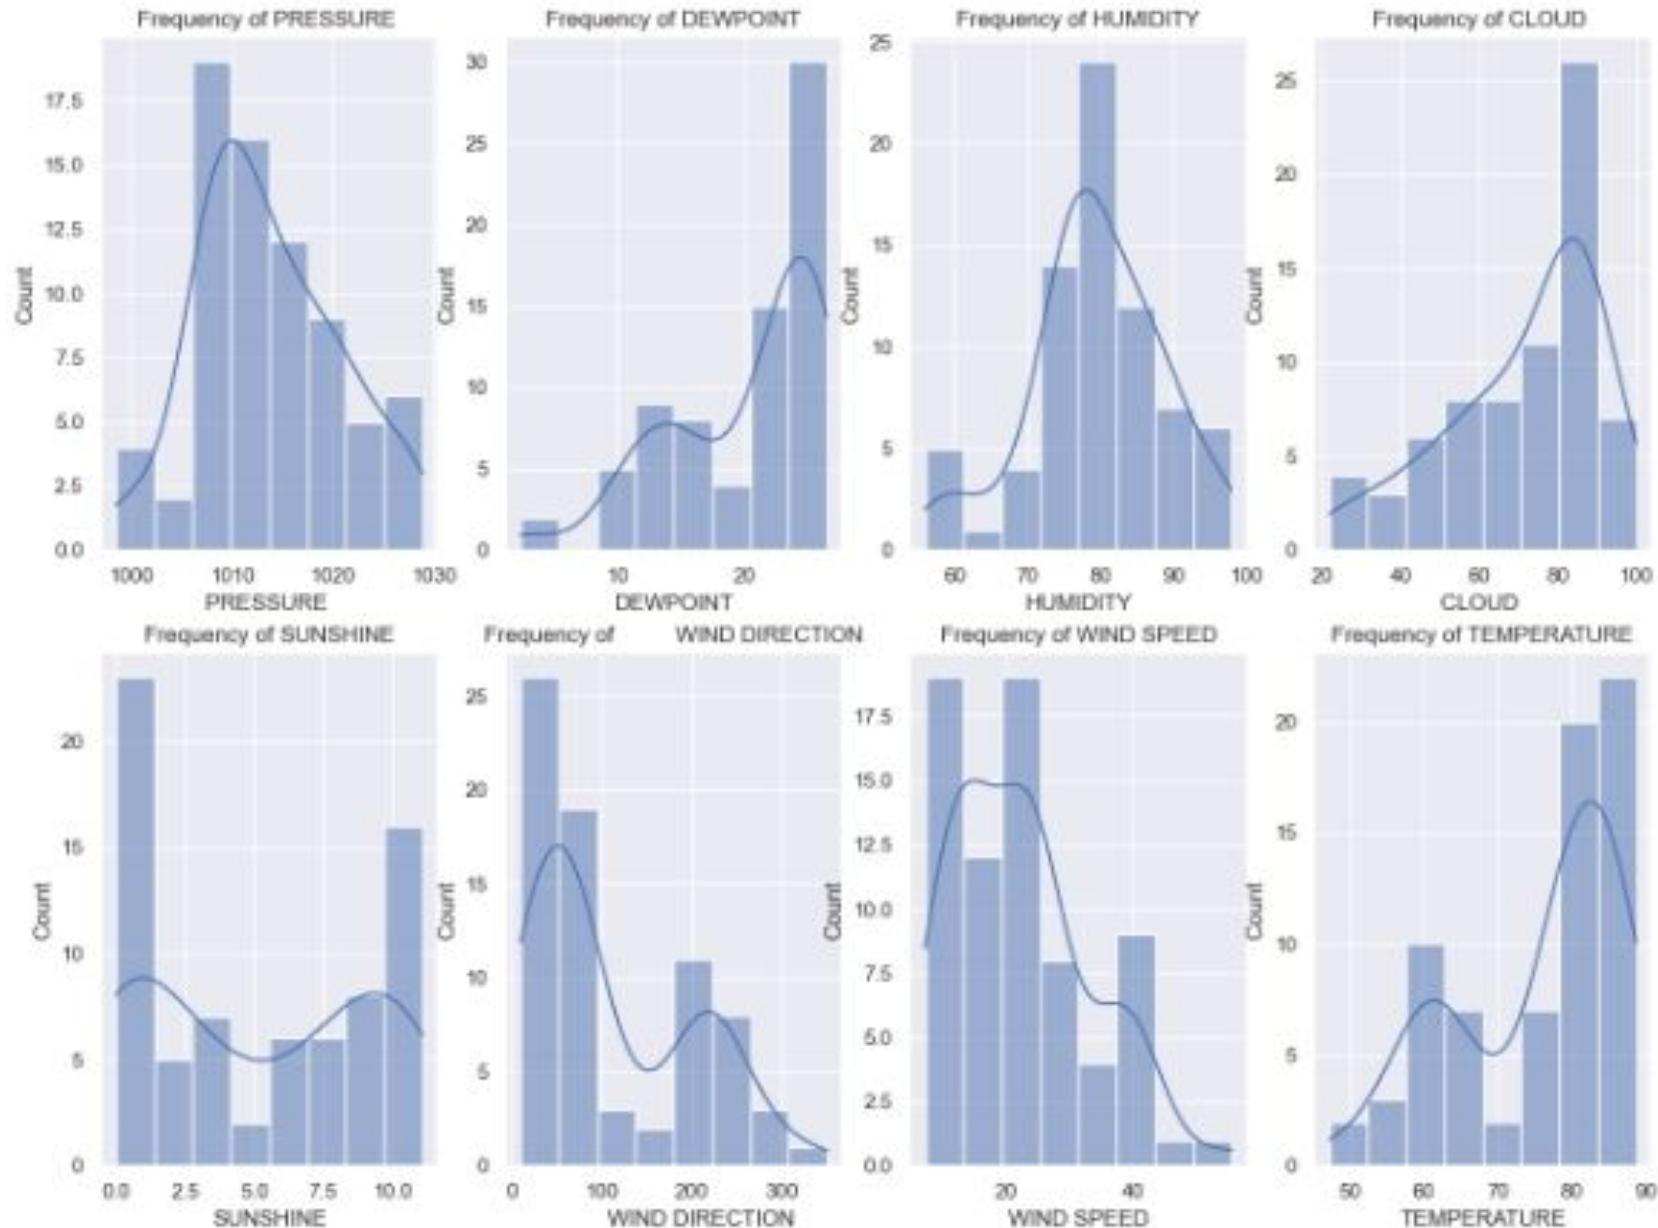 Frequency of PRESSURE
Frequency of DEWPOINT
Frequency of HUMIDITY
Frequency of CLOUD
Count
17.5
15.0
12.5
10.0
7.5
5.0
2.5
0.0
1000 1010 1020 1030
PRESSURE
Count
30
25
20
15
10
5
0
10 20
DEWPOINT
Count
25
20
15
10
5
0
60 70 80 90 100
HUMIDITY
Count
25
20
15
10
5
0
20 40 60 80 100
CLOUD
Frequency of SUNSHINE
Frequency of WIND DIRECTION
Frequency of WIND SPEED
Frequency of TEMPERATURE
Count
20
15
10
5
0
0.0 2.5 5.0 7.5 10.0
SUNSHINE
Count
25
20
15
10
5
0
0 100 200 300
WIND DIRECTION
Count
17.5
15.0
12.5
10.0
7.5
5.0
2.5
0.0
20 40
WIND SPEED
Count
20
15
10
5
0
50 60 70 80 90
TEMPERATURE